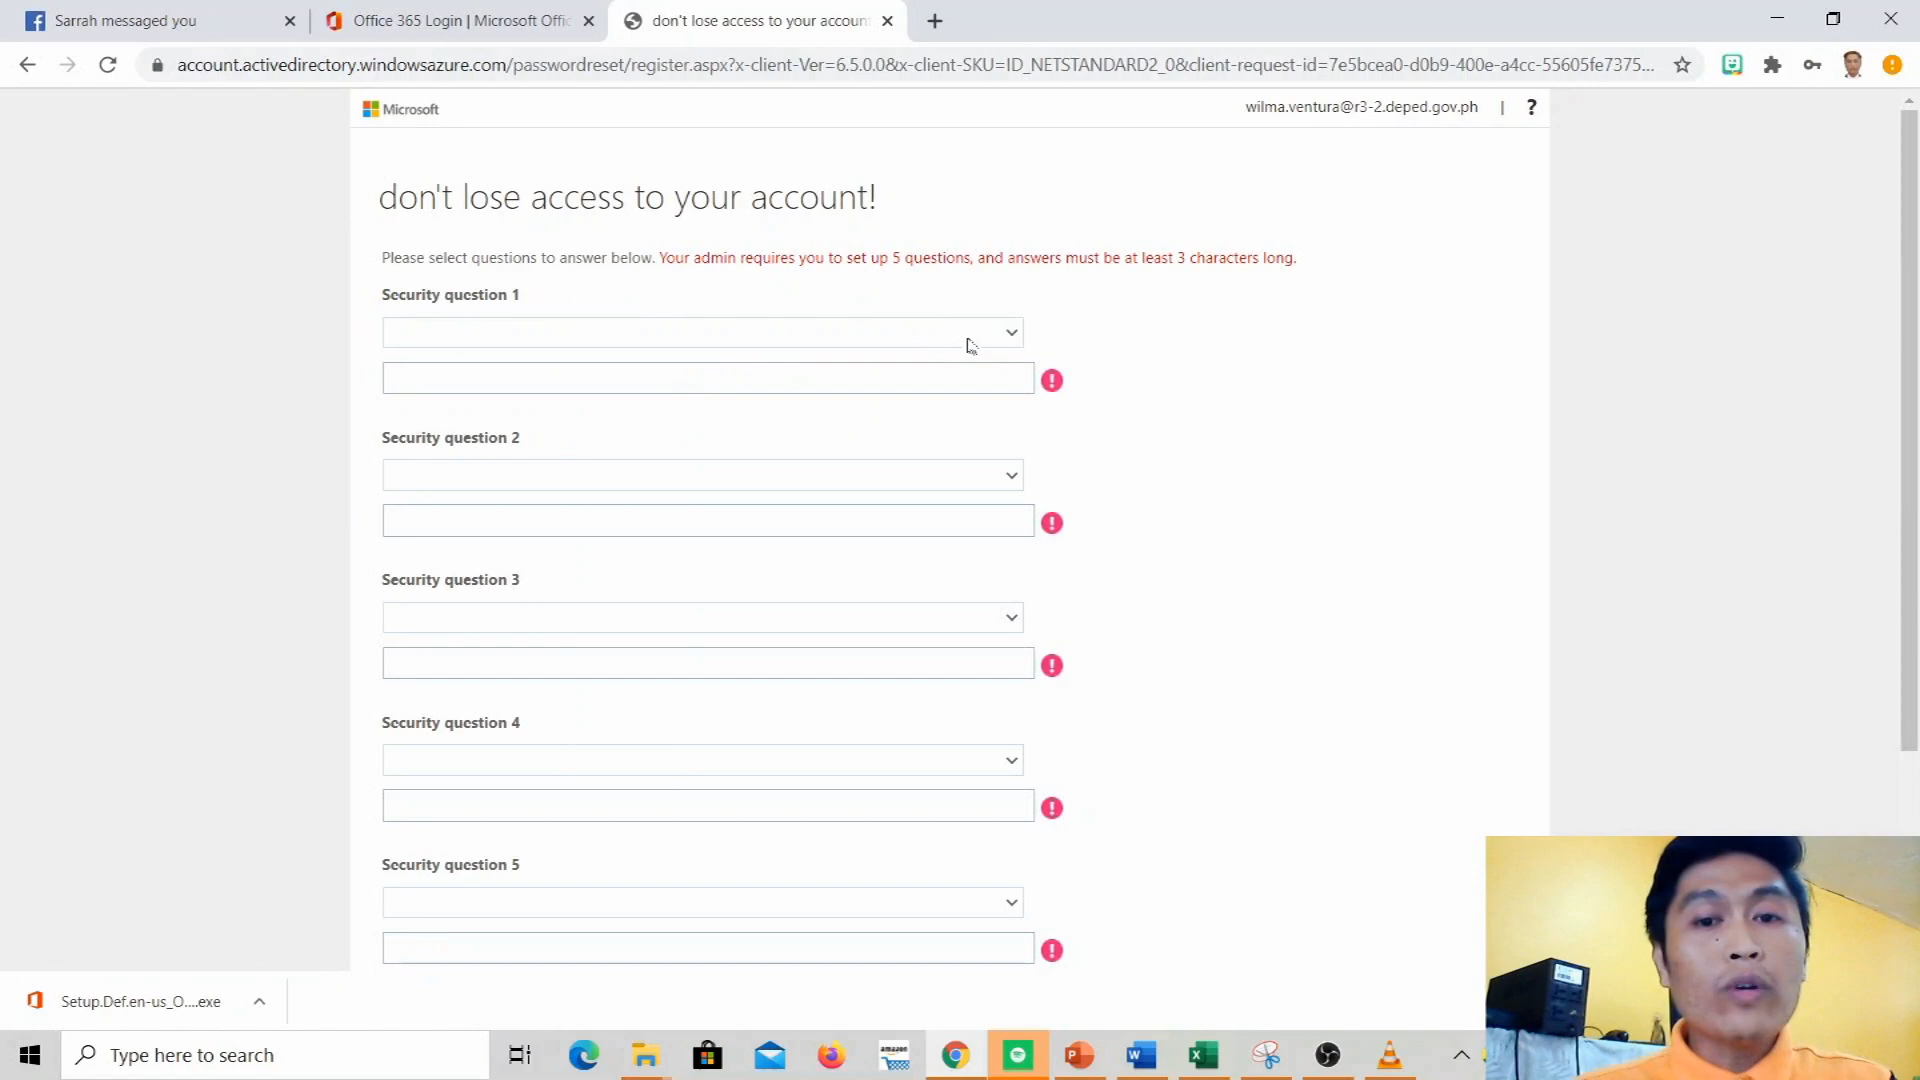 Sarrah messaged you
Office 365 Login | Microsoft Offic
don't lose access to your account
account.activedirectory.windowsazure.com/passwordreset/register.aspx?x-client-Ver=6.5.0.0&x-client-SKU=ID_NETSTANDARD2_0&client-request-id=7e5bcea0-d0b9-400e-a4cc-55605fe7375...
Microsoft
wilma.ventura@r3-2.deped.gov.ph | ?
don't lose access to your account!
Please select questions to answer below. Your admin requires you to set up 5 questions, and answers must be at least 3 characters long.
Security question 1
Security question 2
Security question 3
Security question 4
Security question 5
Setup.Def.en-us_O....exe
Type here to search
amazon